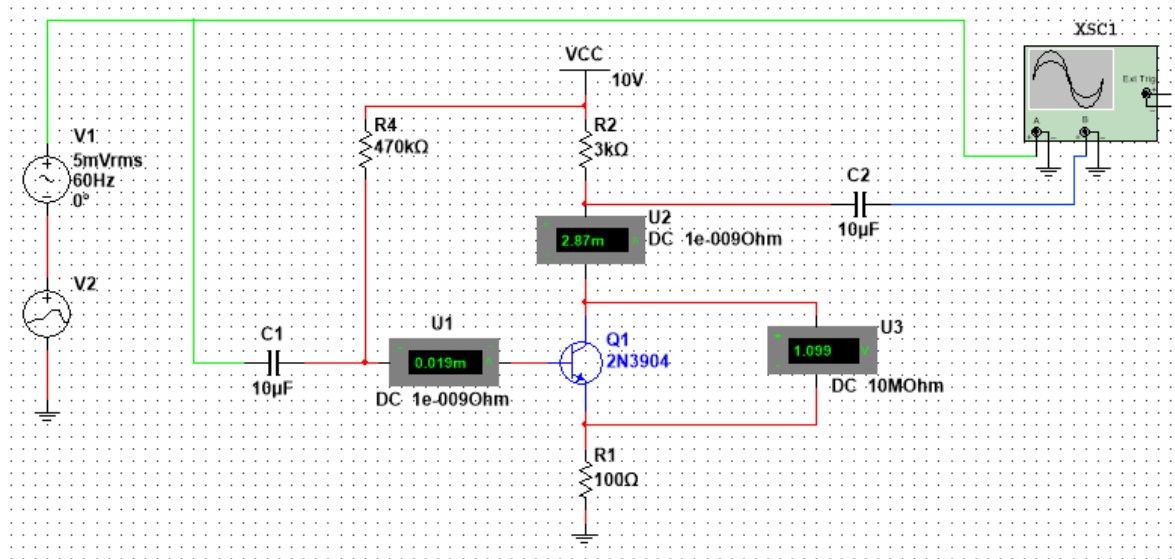 XSC1
Ext Trig
+
-
A
B
+ - + -
VCC
10V
R4
470kΩ
R2
3kΩ
V1
5mVrms
60Hz
0°
C2
10µF
U2
2.87m
A
DC 1e-009Ohm
V2
C1
10µF
U1
0.019m
A
DC 1e-009Ohm
Q1
2N3904
U3
1.099
V
DC 10MOhm
R1
100Ω